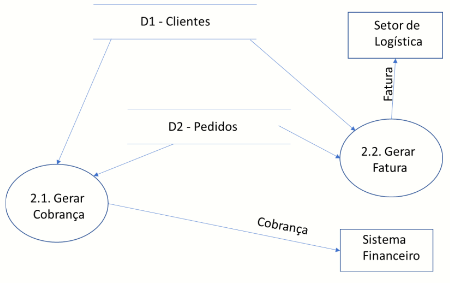 D1 - Clientes
Setor de
Logística
Fatura
D2 - Pedidos
2.2. Gerar
Fatura
2.1. Gerar
Cobrança
Cobrança
Sistema
Financeiro